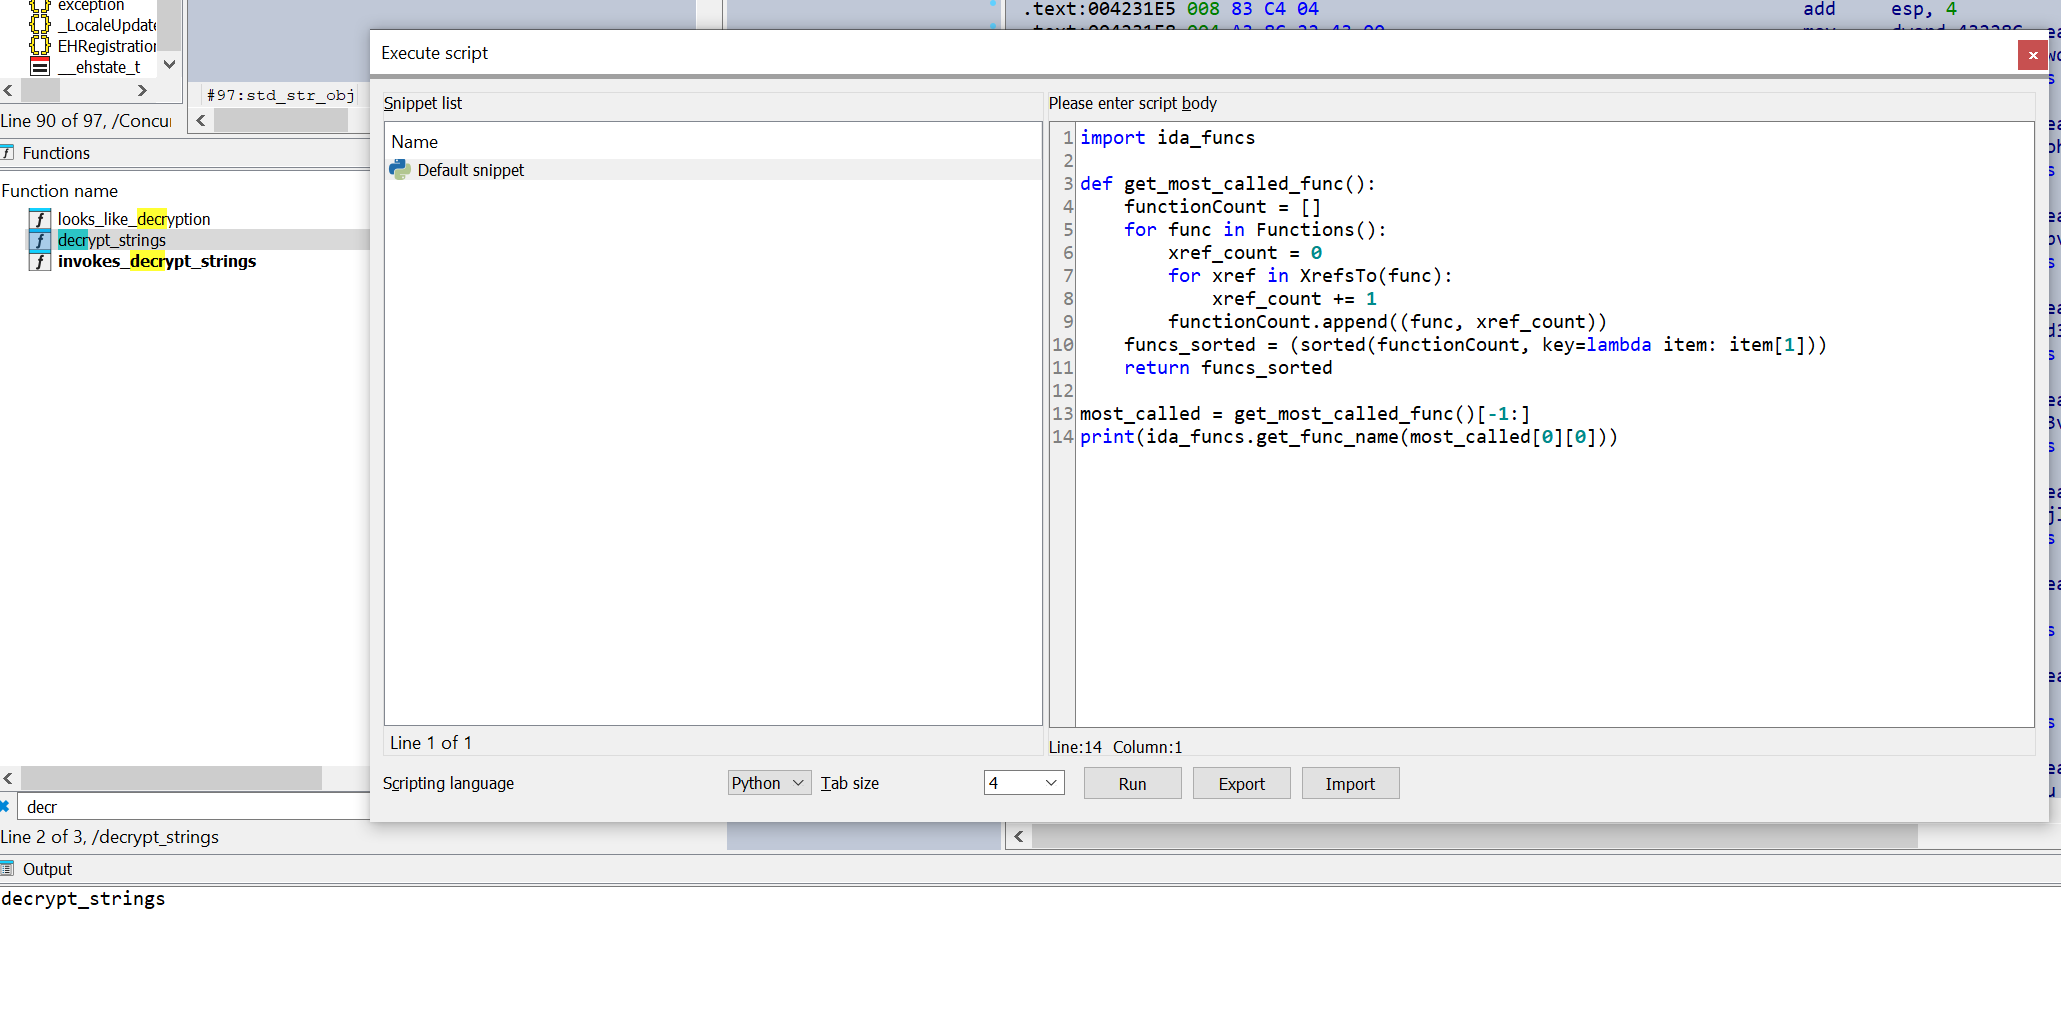 exception
_LocaleUpdate
EHRegistration
__ehstate_t
#97:std_str_obj
Line 90 of 97, /Concur
Functions
Function name
looks_like_decryption
decrypt_strings
invokes_decrypt_strings
decr
Line 2 of 3, /decrypt_strings
.text:004231E5 008 83 C4 04 add esp, 4
Execute script
Snippet list
Name
Default snippet
Line 1 of 1
Please enter script body
1 import ida_funcs
2
3 def get_most_called_func():
4 functionCount = []
5 for func in Functions():
6 xref_count = 0
7 for xref in XrefsTo(func):
8 xref_count += 1
9 functionCount.append((func, xref_count))
10 funcs_sorted = (sorted(functionCount, key=lambda item: item[1]))
11 return funcs_sorted
12
13 most_called = get_most_called_func()[-1:]
14 print(ida_funcs.get_func_name(most_called[0][0]))
Line:14 Column:1
Scripting language
Python
Tab size
4
Run
Export
Import
Output
decrypt_strings